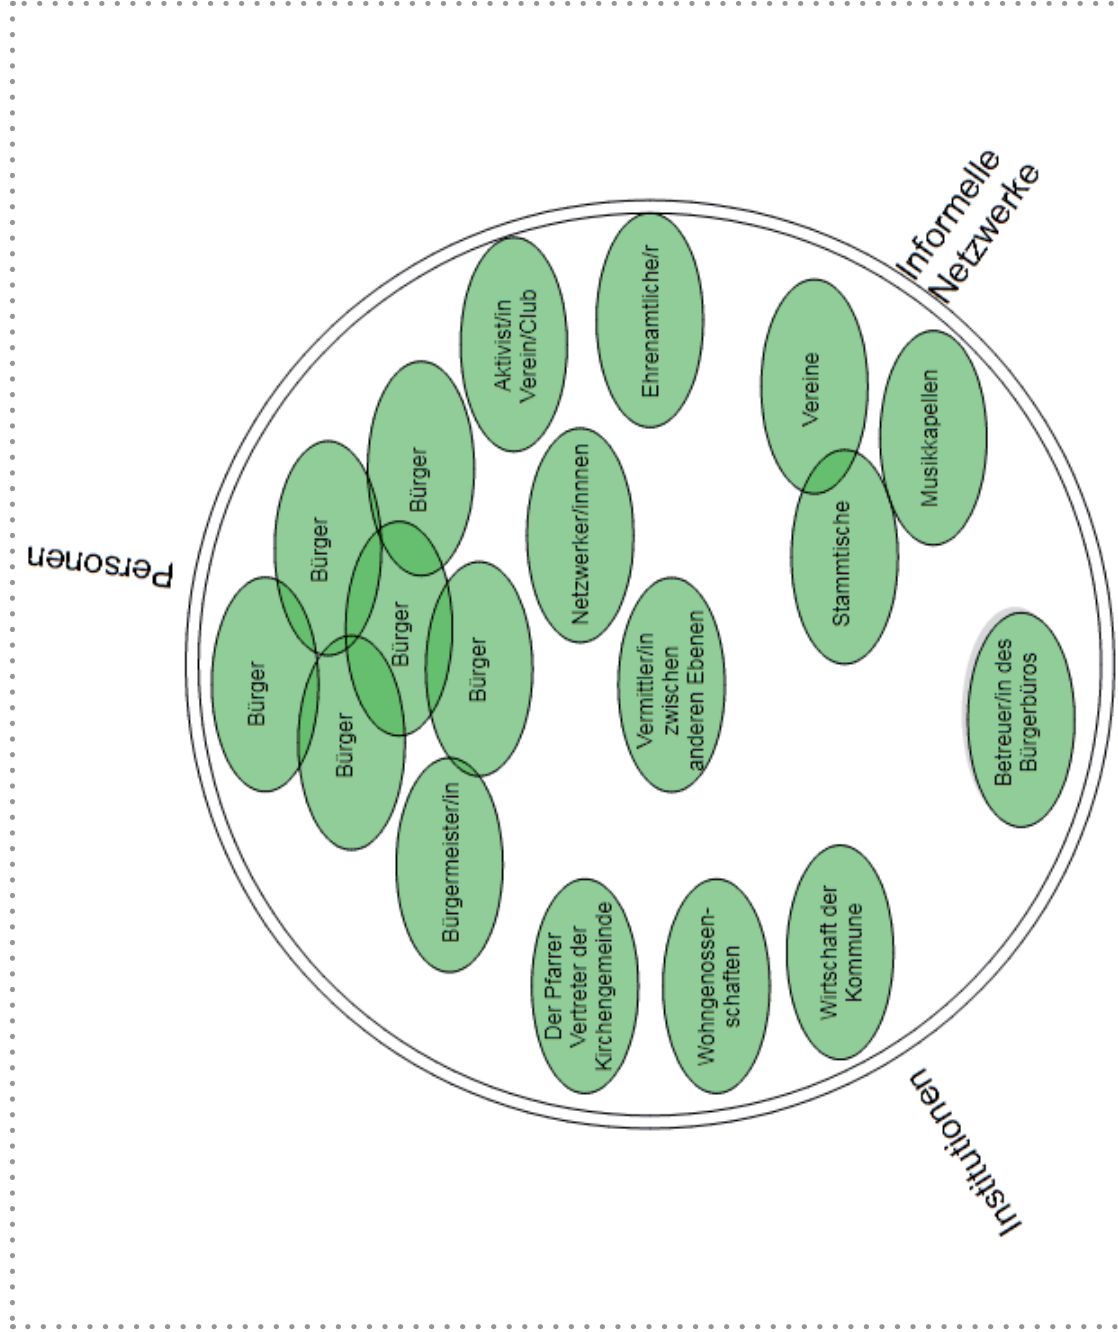 Personen
Informelle
Netzwerke
Institutionen
Bürger
Bürger
Bürger
Bürger
Bürger
Bürger
Bürgermeister/in
Aktivist/in
Verein/Club
Ehrenamtliche/r
Netzwerker/innnen
Vermittler/in
zwischen
anderen Ebenen
Vereine
Musikkapellen
Stammtische
Betreuer/in des
Bürgerbüros
Der Pfarrer
Vertreter der
Kirchengemeinde
Wohngenossen-
schaften
Wirtschaft der
Kommune